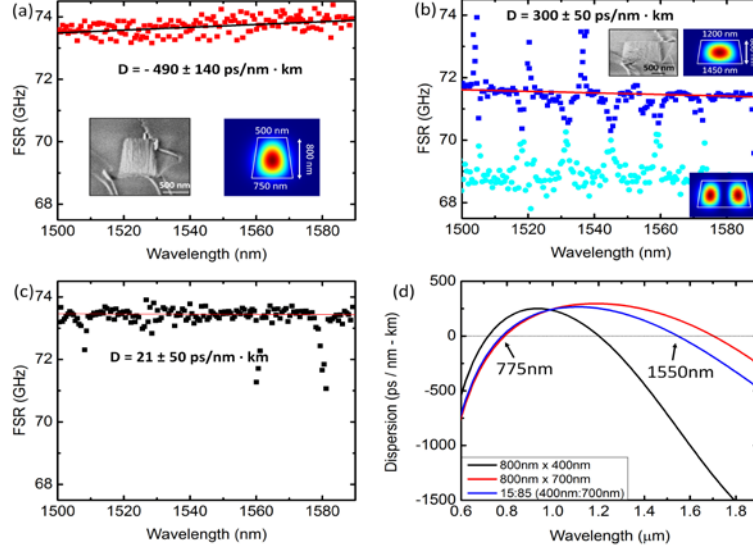 (a)
74
72
70
68
FSR (GHz)
D = - 490 ± 140 ps/nm · km
500 nm
500 nm
800 nm
750 nm
1500 1520 1540 1560 1580
Wavelength (nm)
(b)
74
73
71
70
68
FSR (GHz)
D = 300 ± 50 ps/nm · km
500 nm
1200 nm
1450 nm
1500 1520 1540 1560 1580
Wavelength (nm)
(c)
74
72
70
68
FSR (GHz)
D = 21 ± 50 ps/nm · km
1500 1520 1540 1560 1580
Wavelength (nm)
(d)
500
250
0
-500
-1000
-1500
Dispersion (ps / nm - km)
775nm
1550nm
800nm x 400nm
800nm x 700nm
15:85 (400nm:700nm)
0.6 0.8 1.0 1.2 1.4 1.6 1.8
Wavelength (μm)